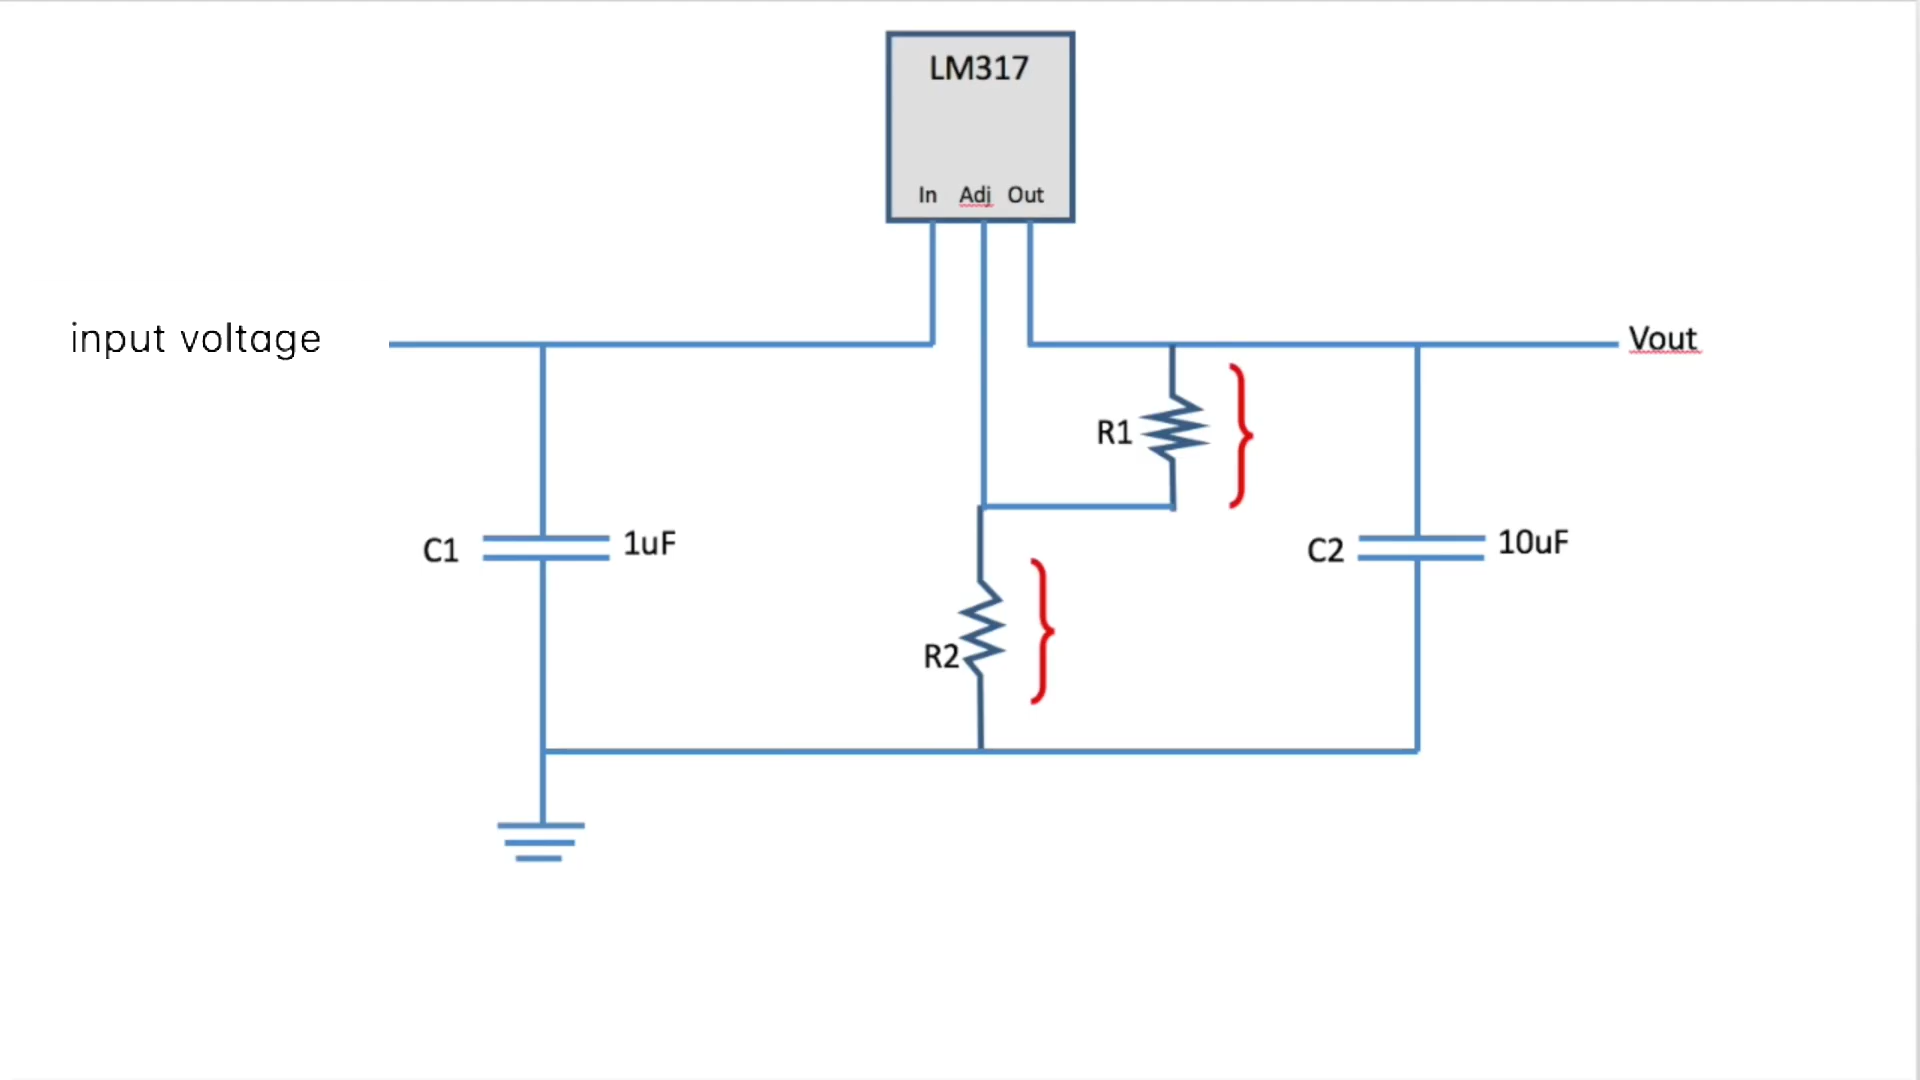 LM317
In Adj Out
input voltage
Vout
R1
C1
1uF
C2
10uF
R2